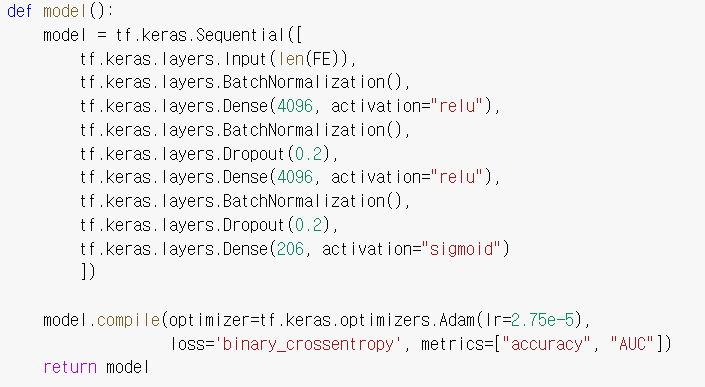 def model():
    model = tf.keras.Sequential([
        tf.keras.layers.Input(len(FE)),
        tf.keras.layers.BatchNormalization(),
        tf.keras.layers.Dense(4096, activation="relu"),
        tf.keras.layers.BatchNormalization(),
        tf.keras.layers.Dropout(0.2),
        tf.keras.layers.Dense(4096, activation="relu"),
        tf.keras.layers.BatchNormalization(),
        tf.keras.layers.Dropout(0.2),
        tf.keras.layers.Dense(206, activation="sigmoid")
        ])
    model.compile(optimizer=tf.keras.optimizers.Adam(lr=2.75e-5),
                  loss='binary_crossentropy', metrics=["accuracy", "AUC"])
    return model